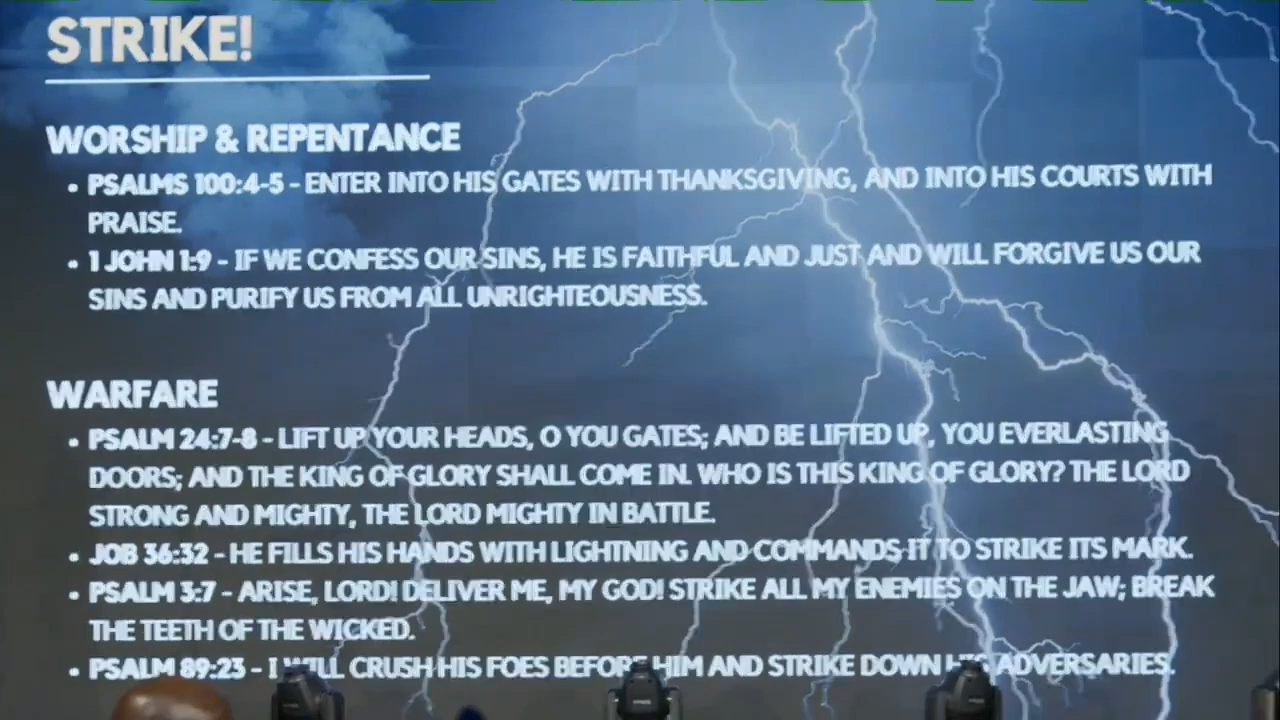 STRIKE!
WORSHIP & REPENTANCE
• PSALMS 100:4-5 - ENTER INTO HIS GATES WITH THANKSGIVING, AND INTO HIS COURTS WITH
PRAISE.
• 1 JOHN 1:9 - IF WE CONFESS OUR SINS, HE IS FAITHFUL AND JUST AND WILL FORGIVE US OUR
SINS AND PURIFY US FROM ALL UNRIGHTEOUSNESS.
WARFARE
• PSALM 24:7-8 - LIFT UP YOUR HEADS, O YOU GATES; AND BE LIFTED UP, YOU EVERLASTING
DOORS; AND THE KING OF GLORY SHALL COME IN. WHO IS THIS KING OF GLORY? THE LORD
STRONG AND MIGHTY, THE LORD MIGHTY IN BATTLE.
• JOB 36:32 - HE FILLS HIS HANDS WITH LIGHTNING AND COMMANDS IT TO STRIKE ITS MARK.
• PSALM 3:7 - ARISE, LORD! DELIVER ME, MY GOD! STRIKE ALL MY ENEMIES ON THE JAW; BREAK
THE TEETH OF THE WICKED.
• PSALM 89:23 - I WILL CRUSH HIS FOES BEFORE HIM AND STRIKE DOWN HIS ADVERSARIES.